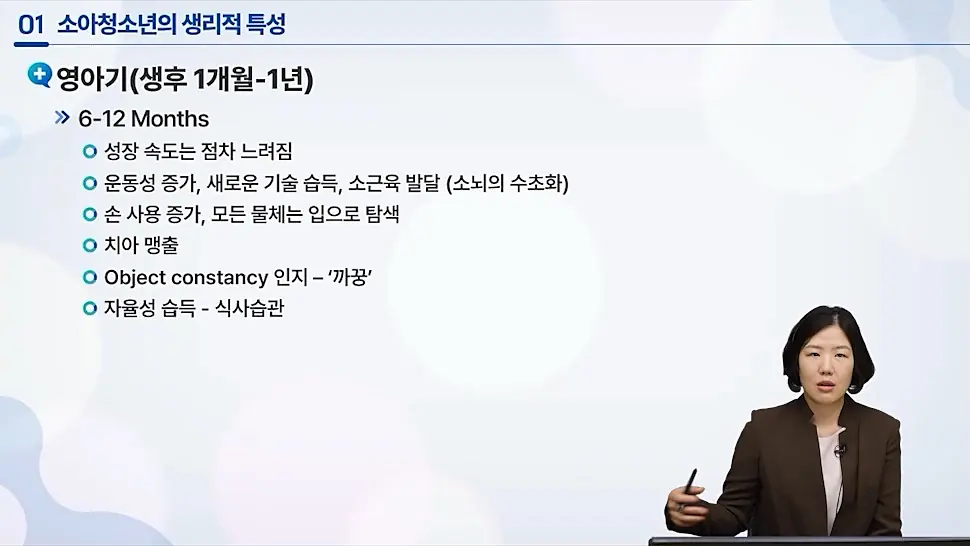 01 소아청소년의 생리적 특성
영아기(생후 1개월-1년)
6-12 Months
성장 속도는 점차 느려짐
운동성 증가, 새로운 기술 습득, 소근육 발달 (소뇌의 수초화)
손 사용 증가, 모든 물체는 입으로 탐색
치아 맹출
Object constancy 인지 – ‘까꿍’
자율성 습득 - 식사습관